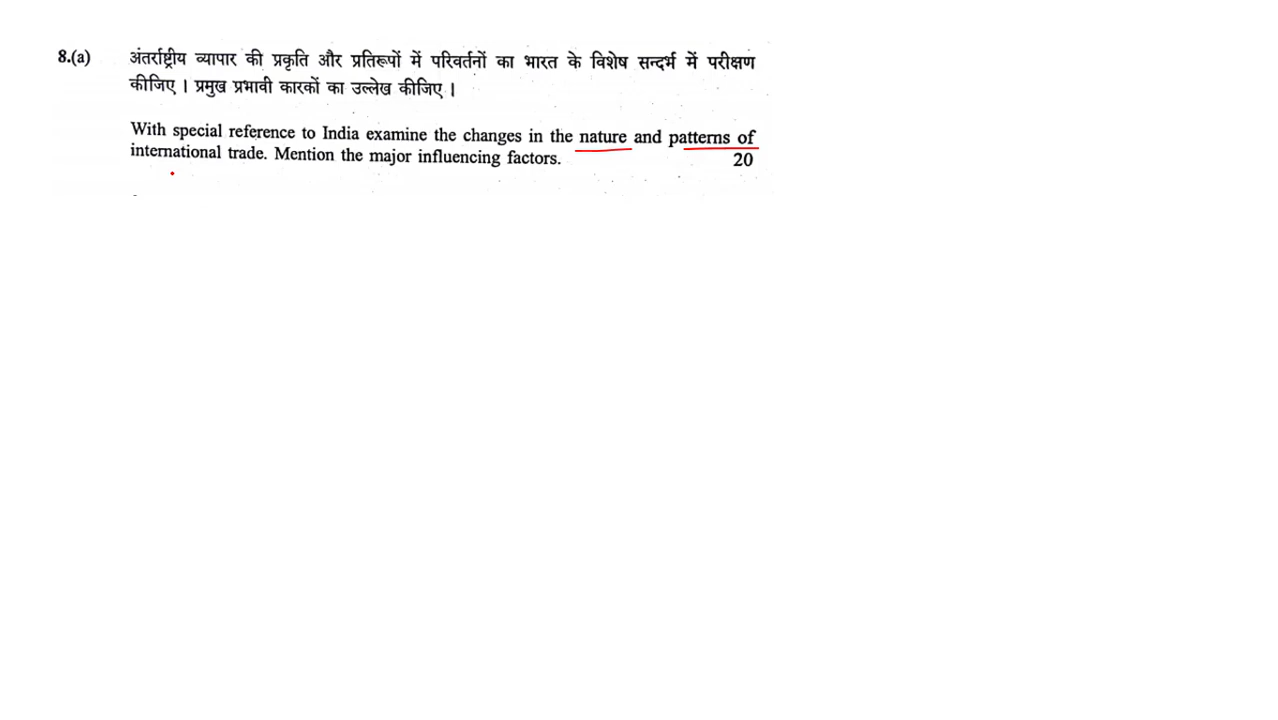 8.(a) अंतर्राष्ट्रीय व्यापार की प्रकृति और प्रतिरूपों में परिवर्तनों का भारत के विशेष सन्दर्भ में परीक्षण
कीजिए । प्रमुख प्रभावी कारकों का उल्लेख कीजिए ।
With special reference to India examine the changes in the nature and patterns of
international trade. Mention the major influencing factors. 20